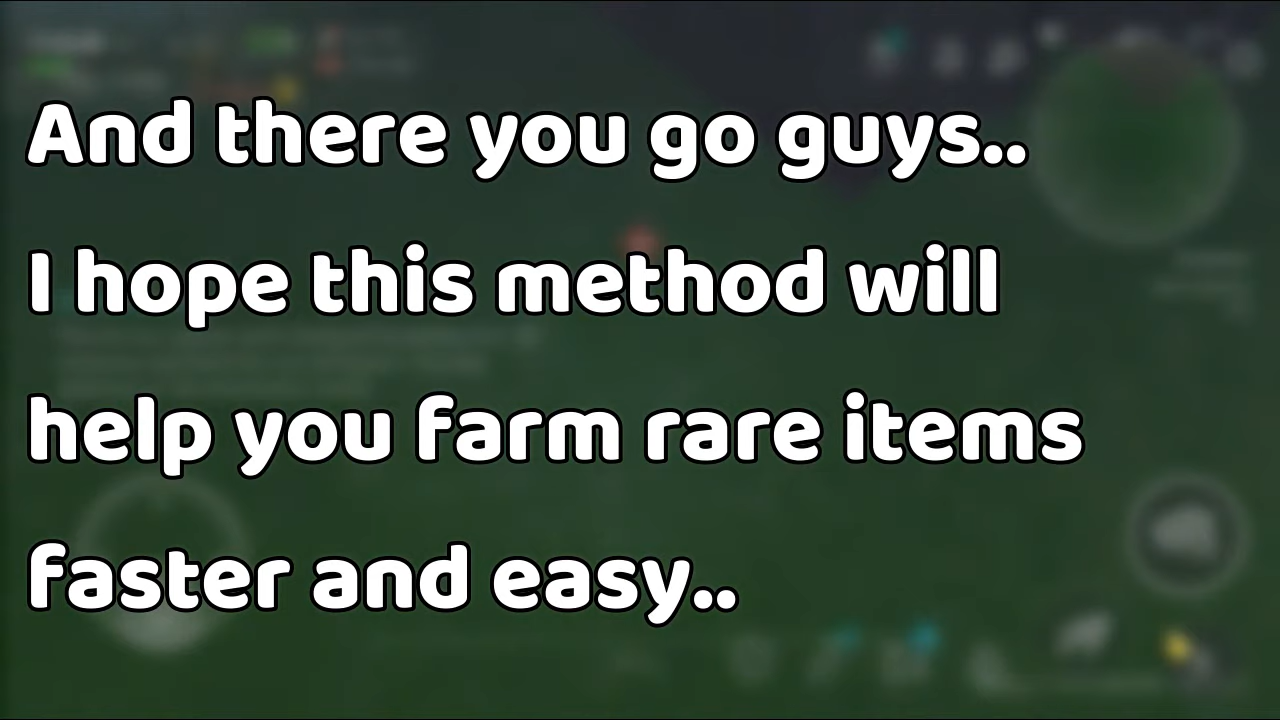 And there you go guys..
I hope this method will
help you farm rare items
faster and easy..